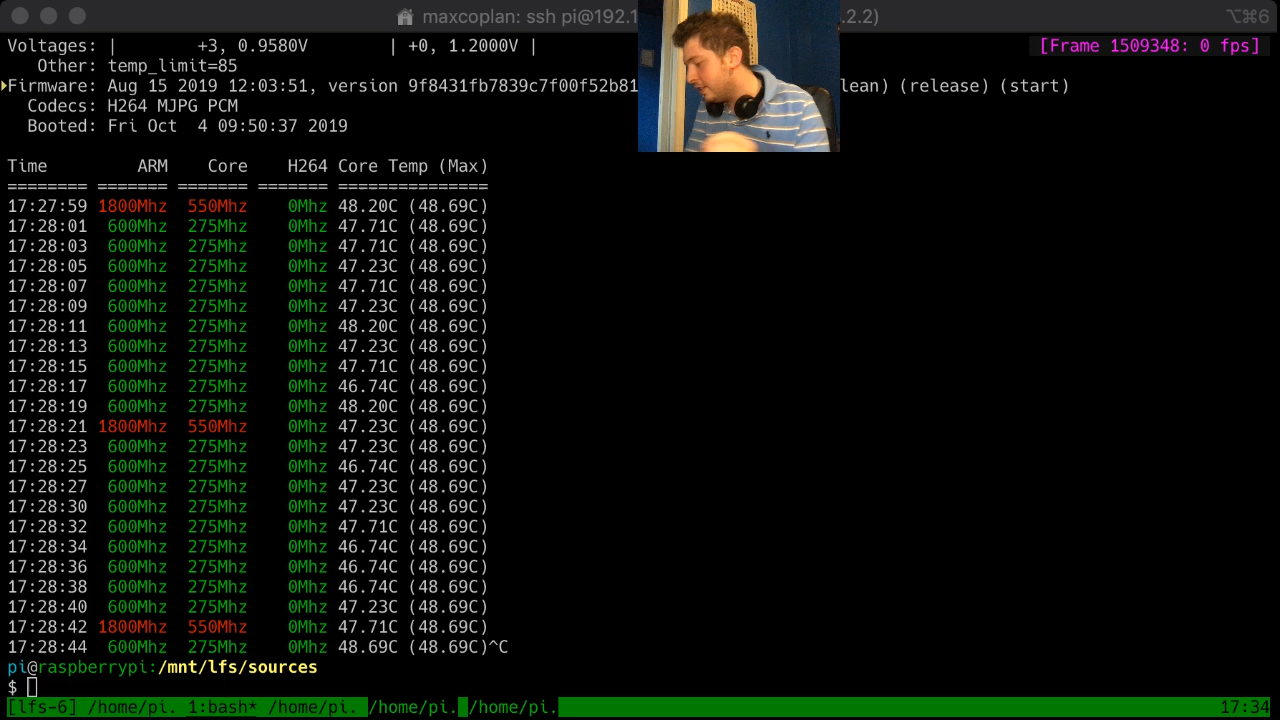 maxcoplan: ssh pi@192.1 .2.2) ⌥⌘6
Voltages: | +3, 0.9580V | +0, 1.2000V | [Frame 1509348: 0 fps]
Other: temp_limit=85
Firmware: Aug 15 2019 12:03:51, version 9f8431fb7839c7f00f52b81 lean) (release) (start)
Codecs: H264 MJPG PCM
Booted: Fri Oct  4 09:50:37 2019
Time ARM Core H264 Core Temp (Max)
======== ======= ======= ======= ===============
17:27:59 1800Mhz 550Mhz 0Mhz 48.20C (48.69C)
17:28:01 600Mhz 275Mhz 0Mhz 47.71C (48.69C)
17:28:03 600Mhz 275Mhz 0Mhz 47.71C (48.69C)
17:28:05 600Mhz 275Mhz 0Mhz 47.23C (48.69C)
17:28:07 600Mhz 275Mhz 0Mhz 47.71C (48.69C)
17:28:09 600Mhz 275Mhz 0Mhz 47.23C (48.69C)
17:28:11 600Mhz 275Mhz 0Mhz 48.20C (48.69C)
17:28:13 600Mhz 275Mhz 0Mhz 47.23C (48.69C)
17:28:15 600Mhz 275Mhz 0Mhz 47.71C (48.69C)
17:28:17 600Mhz 275Mhz 0Mhz 46.74C (48.69C)
17:28:19 600Mhz 275Mhz 0Mhz 48.20C (48.69C)
17:28:21 1800Mhz 550Mhz 0Mhz 47.23C (48.69C)
17:28:23 600Mhz 275Mhz 0Mhz 47.23C (48.69C)
17:28:25 600Mhz 275Mhz 0Mhz 46.74C (48.69C)
17:28:27 600Mhz 275Mhz 0Mhz 47.23C (48.69C)
17:28:30 600Mhz 275Mhz 0Mhz 47.23C (48.69C)
17:28:32 600Mhz 275Mhz 0Mhz 47.71C (48.69C)
17:28:34 600Mhz 275Mhz 0Mhz 46.74C (48.69C)
17:28:36 600Mhz 275Mhz 0Mhz 46.74C (48.69C)
17:28:38 600Mhz 275Mhz 0Mhz 46.74C (48.69C)
17:28:40 600Mhz 275Mhz 0Mhz 47.23C (48.69C)
17:28:42 1800Mhz 550Mhz 0Mhz 47.71C (48.69C)
17:28:44 600Mhz 275Mhz 0Mhz 48.69C (48.69C)^C
pi@raspberrypi:/mnt/lfs/sources
$
[lfs-6] /home/pi. 1:bash* /home/pi. /home/pi. /home/pi. 17:34